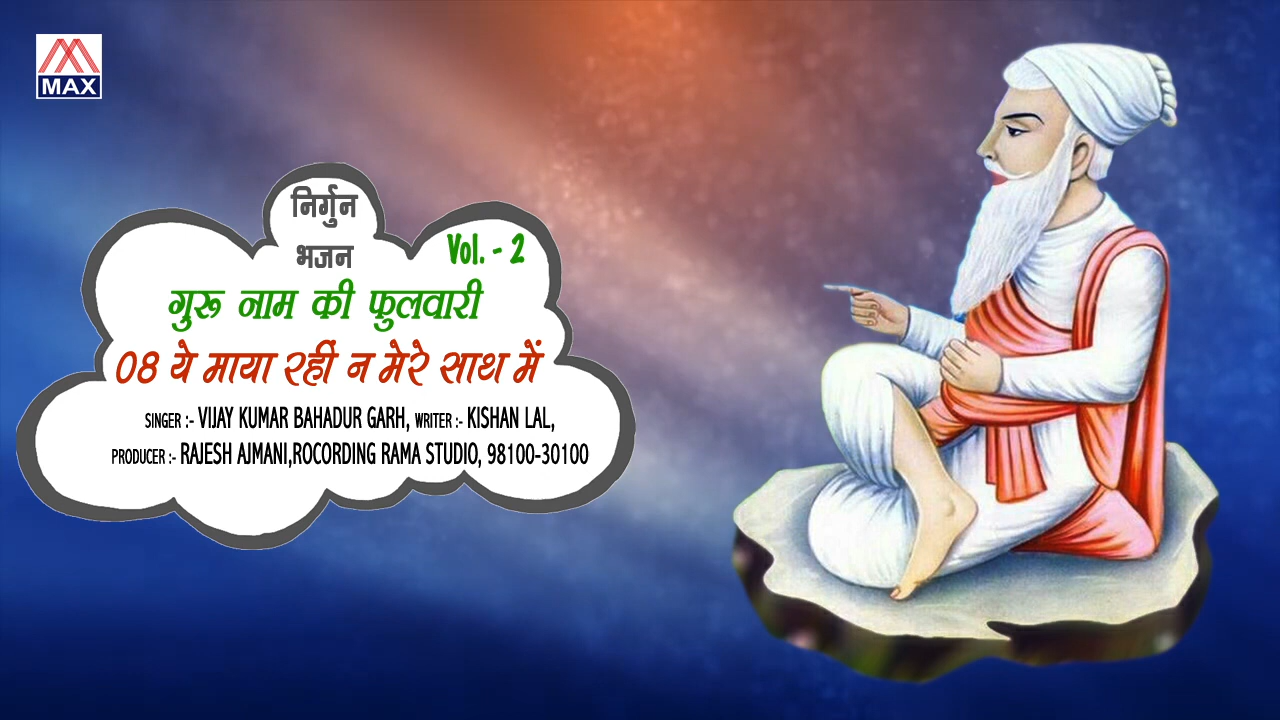 MAX
निर्गुन
भजन
Vol. - 2
गुरू नाम की फुलवारी
08 ये माया रहीं न मेरे साथ में
SINGER :- VIJAY KUMAR BAHADUR GARH, WRITER :- KISHAN LAL,
PRODUCER :- RAJESH AJMANI,ROCORDING RAMA STUDIO, 98100-30100